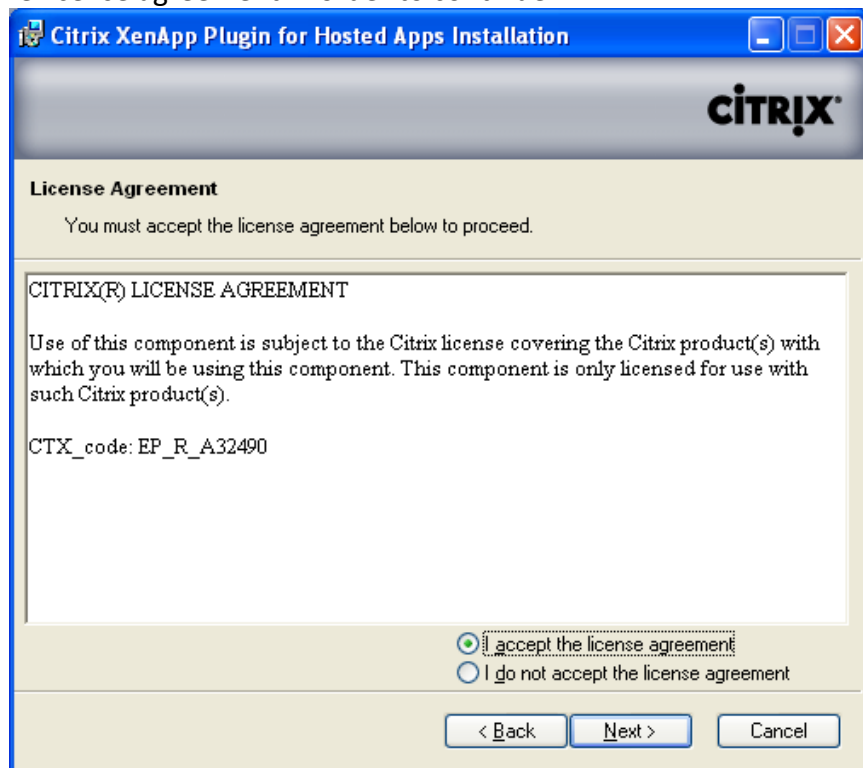 Citrix XenApp Plugin for Hosted Apps Installation
CİTRIX
License Agreement
You must accept the license agreement below to proceed.
CITRIX(R) LICENSE AGREEMENT
Use of this component is subject to the Citrix license covering the Citrix product(s) with
which you will be using this component. This component is only licensed for use with
such Citrix product(s).
CTX_code: EP_R_A32490
I accept the license agreement
I do not accept the license agreement
< Back Next > Cancel